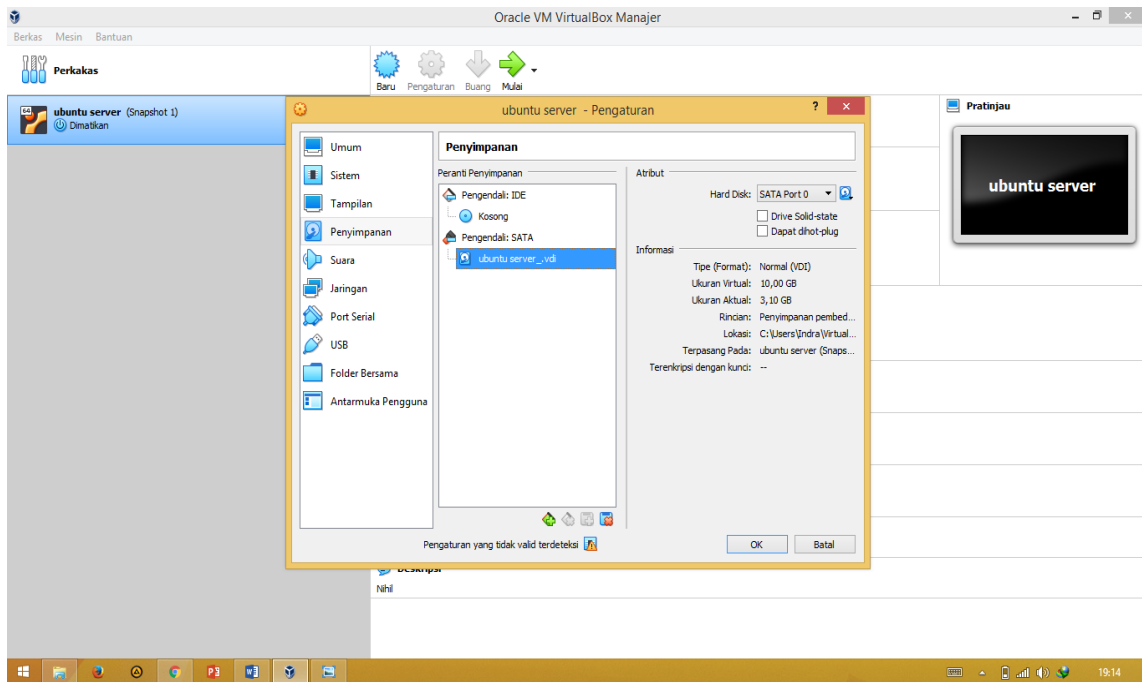 Oracle VM VirtualBox Manajer
Berkas Mesin Bantuan
Perkakas
Baru Pengaturan Buang Mulai
64
ubuntu server (Snapshot 1)
Dimatikan
Pratinjau
ubuntu server
ubuntu server - Pengaturan
?
Umum
Sistem
Tampilan
Penyimpanan
Suara
Jaringan
Port Serial
USB
Folder Bersama
Antarmuka Pengguna
Penyimpanan
Peranti Penyimpanan
Pengendali: IDE
Kosong
Pengendali: SATA
ubuntu server_.vdi
Atribut
Hard Disk: SATA Port 0
Drive Solid-state
Dapat dihot-plug
Informasi
Tipe (Format): Normal (VDI)
Ukuran Virtual: 10,00 GB
Ukuran Aktual: 3,10 GB
Rincian: Penyimpanan pembed...
Lokasi: C:\Users\Indra\Virtual...
Terpasang Pada: ubuntu server (Snaps...
Terenkripsi dengan kunci: --
Pengaturan yang tidak valid terdeteksi
OK Batal
Deskripsi
Nihil
19:14